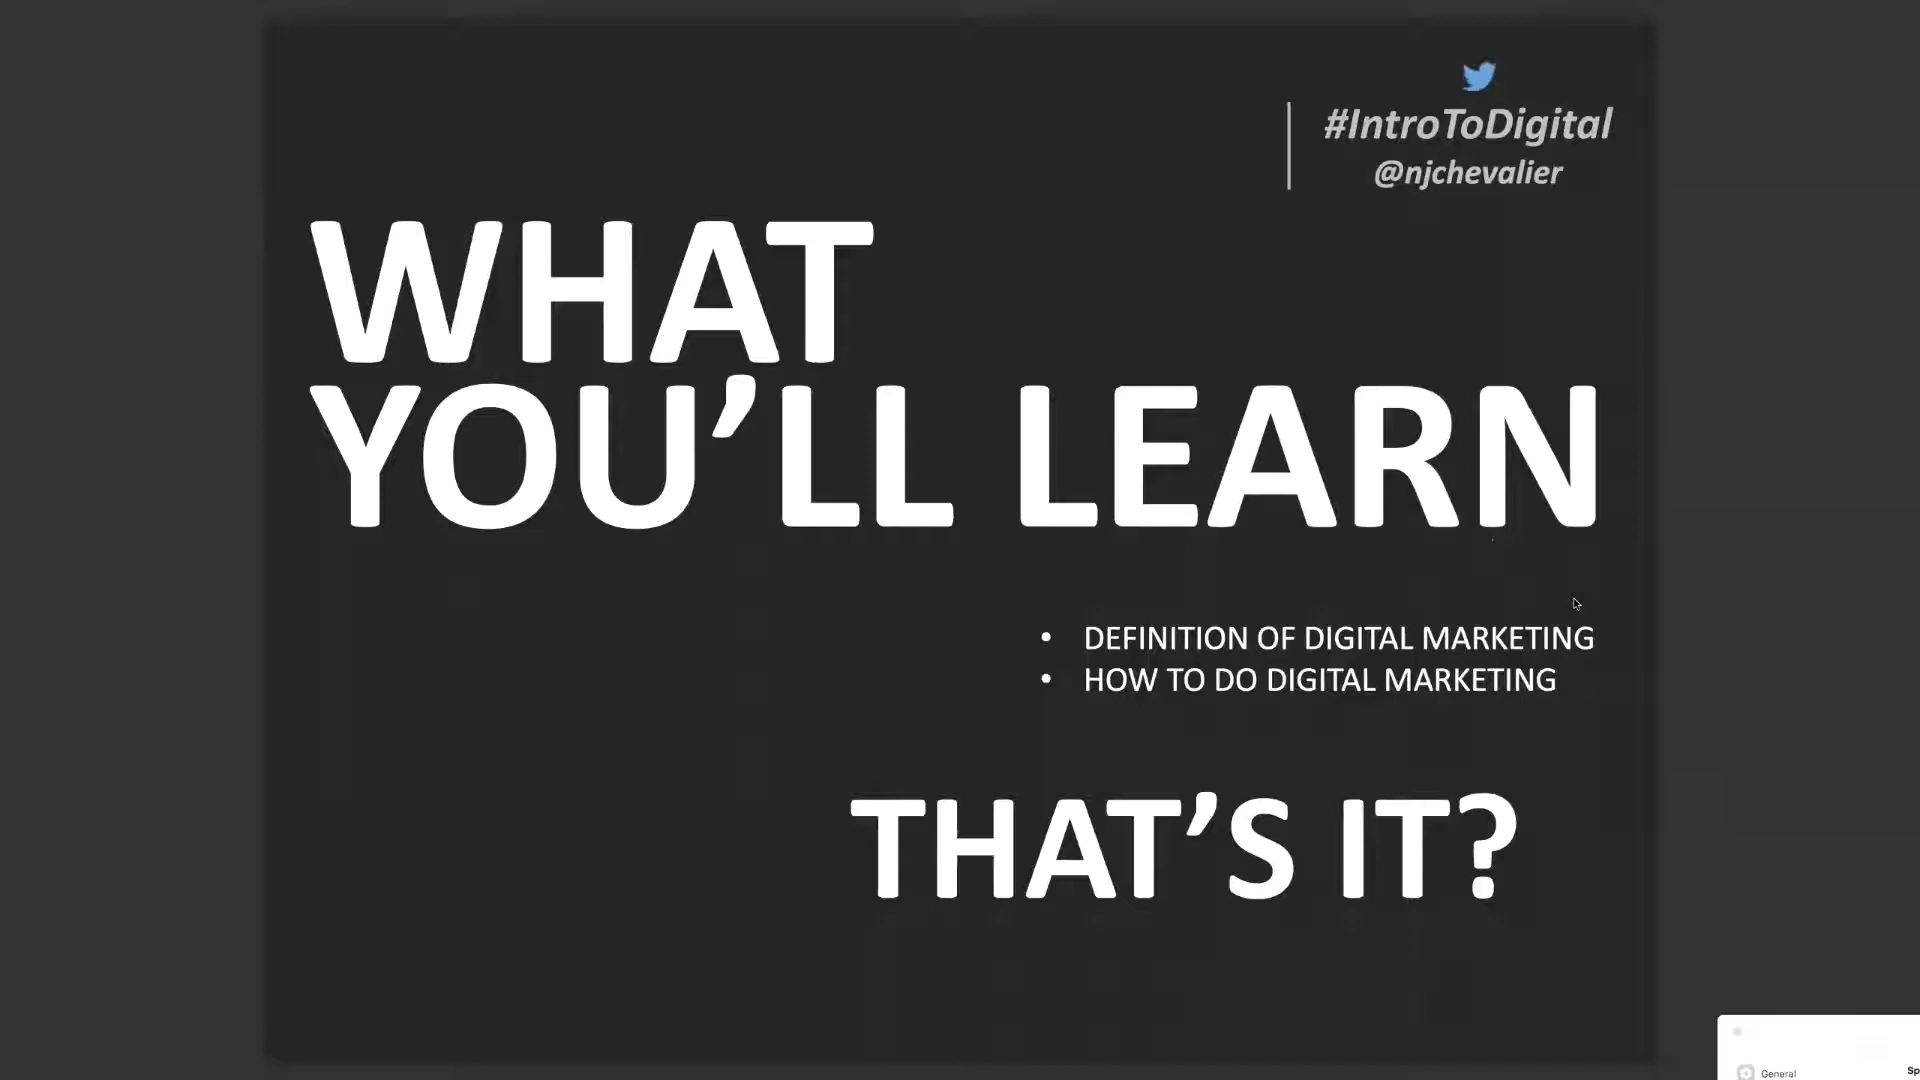 #IntroToDigital
@njchevalier
WHAT
YOU’LL LEARN
• DEFINITION OF DIGITAL MARKETING
• HOW TO DO DIGITAL MARKETING
THAT’S IT?
General